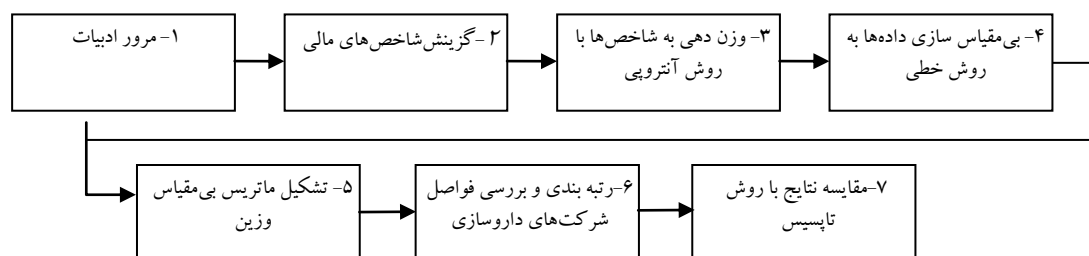 ۱- مرور ادبیات
۲- گزینش شاخص‌های مالی
۳- وزن دهی به شاخص‌ها با
روش آنتروپی
۴- بی‌مقیاس سازی داده‌ها به
روش خطی
۵- تشکیل ماتریس بی‌مقیاس
وزین
۶-رتبه بندی و بررسی فواصل
شرکت‌های داروسازی
۷-مقایسه نتایج با روش
تاپسیس